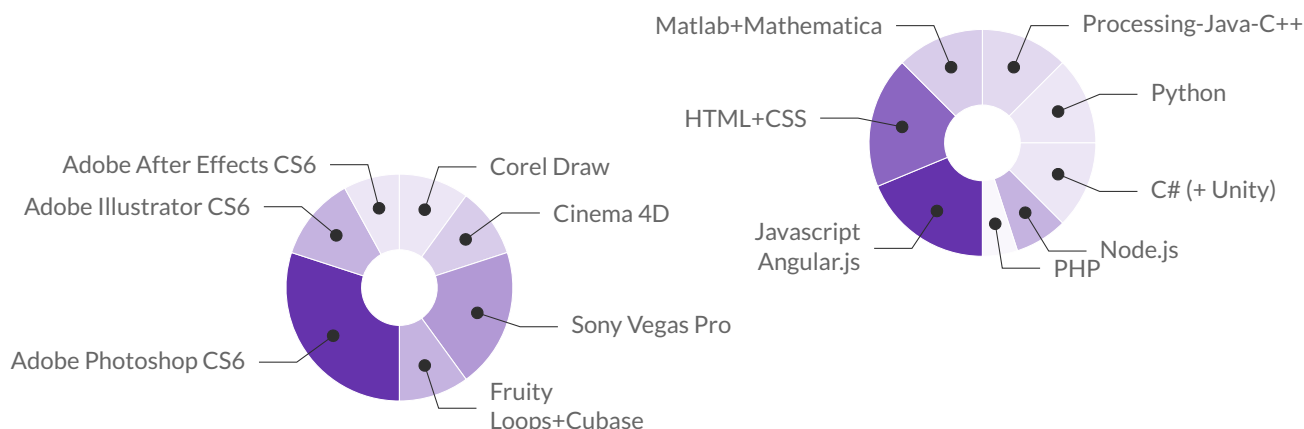 Adobe After Effects CS6
Adobe Illustrator CS6
Adobe Photoshop CS6
Corel Draw
Cinema 4D
Sony Vegas Pro
Fruity
Loops+Cubase
Matlab+Mathematica
HTML+CSS
Javascript
Angular.js
Processing-Java-C++
Python
C# (+ Unity)
Node.js
PHP